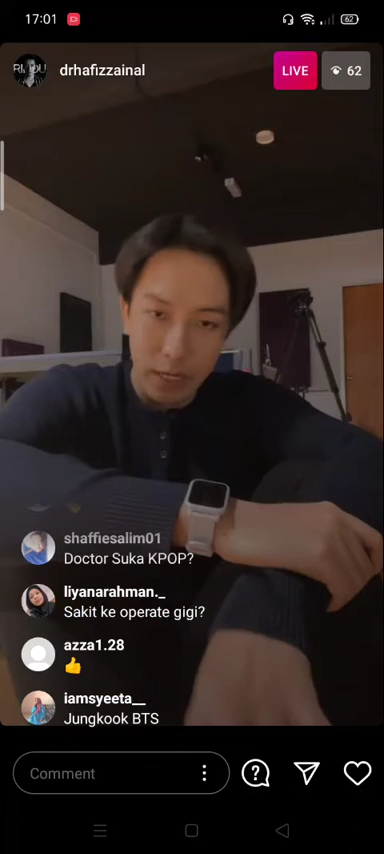 17:01
62
drhafizzainal
LIVE
62
shaffiesalim01
Doctor Suka KPOP?
liyanarahman._
Sakit ke operate gigi?
azza1.28
👍
iamsyeeta__
Jungkook BTS
Comment